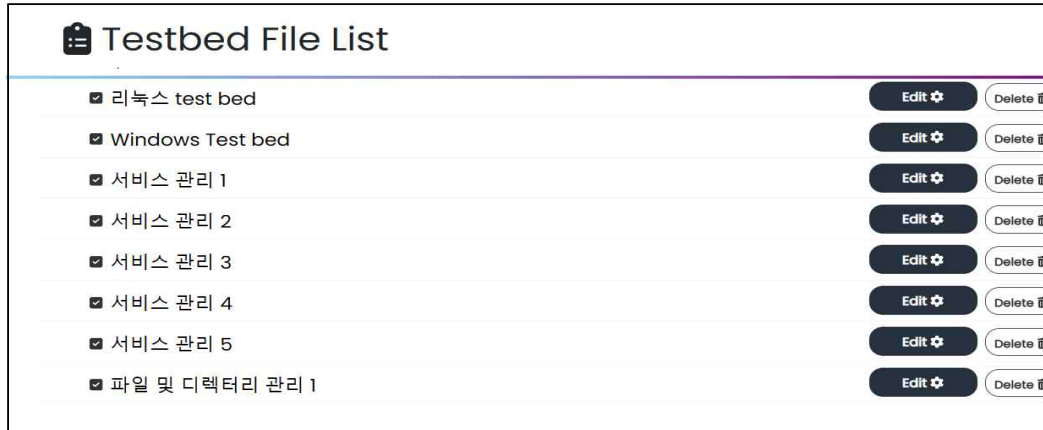 Testbed File List
리눅스 test bed Edit Delete
Windows Test bed Edit Delete
서비스 관리 1 Edit Delete
서비스 관리 2 Edit Delete
서비스 관리 3 Edit Delete
서비스 관리 4 Edit Delete
서비스 관리 5 Edit Delete
파일 및 디렉터리 관리 1 Edit Delete